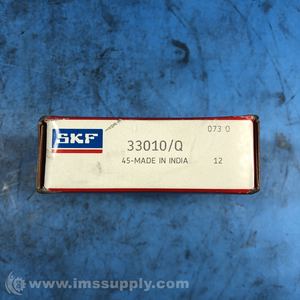 073 0
SKF
33010/Q
45-MADE IN INDIA 12
www.imssupply.com